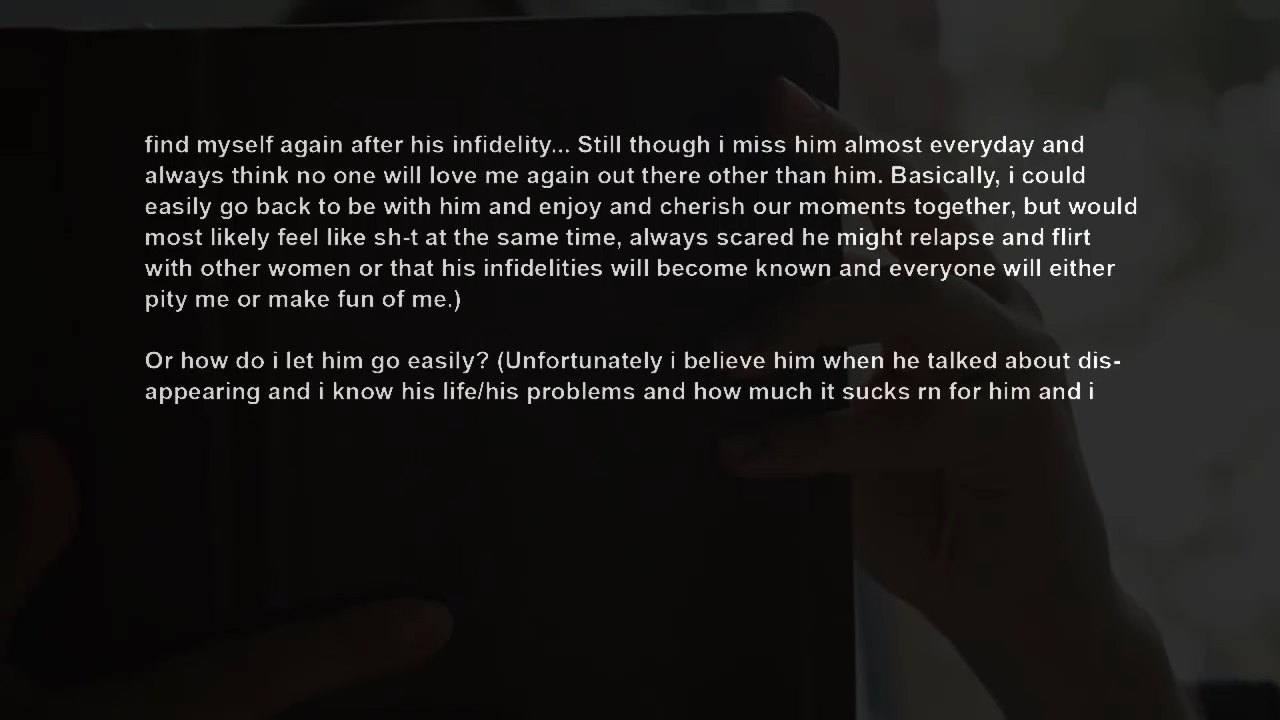 find myself again after his infidelity... Still though i miss him almost everyday and
always think no one will love me again out there other than him. Basically, i could
easily go back to be with him and enjoy and cherish our moments together, but would
most likely feel like sh-t at the same time, always scared he might relapse and flirt
with other women or that his infidelities will become known and everyone will either
pity me or make fun of me.)
Or how do i let him go easily? (Unfortunately i believe him when he talked about dis-
appearing and i know his life/his problems and how much it sucks rn for him and i